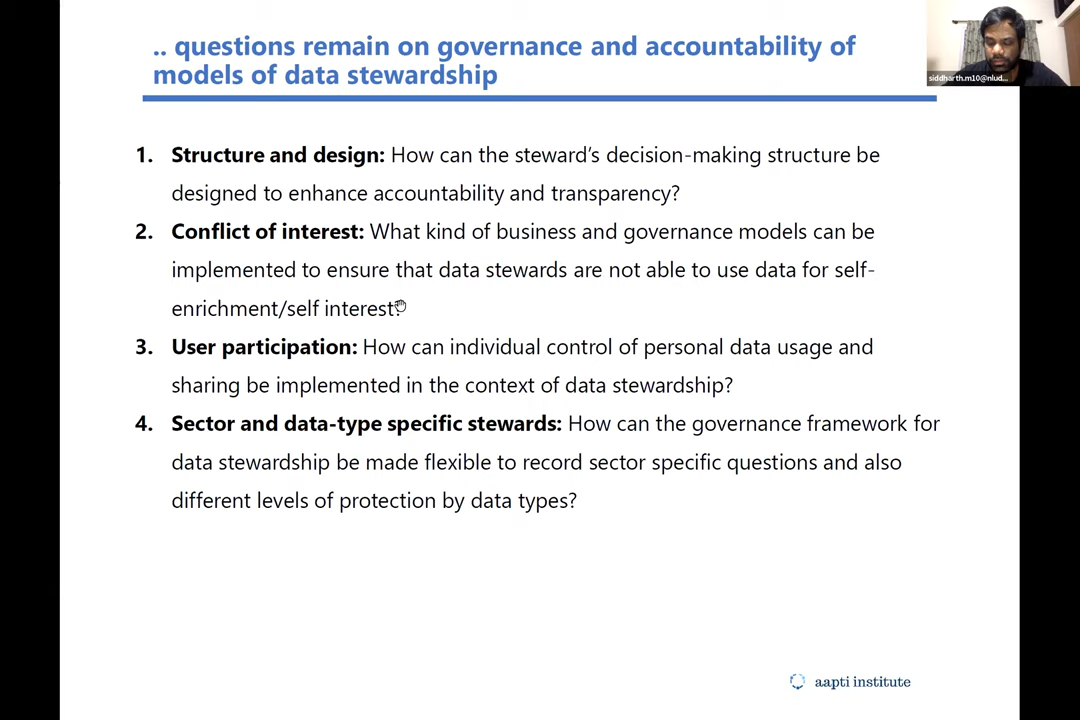 .. questions remain on governance and accountability of
models of data stewardship
siddharth.m10@nlud...
1. Structure and design: How can the steward's decision-making structure be
designed to enhance accountability and transparency?
2. Conflict of interest: What kind of business and governance models can be
implemented to ensure that data stewards are not able to use data for self-
enrichment/self interest?
3. User participation: How can individual control of personal data usage and
sharing be implemented in the context of data stewardship?
4. Sector and data-type specific stewards: How can the governance framework for
data stewardship be made flexible to record sector specific questions and also
different levels of protection by data types?
aapti institute